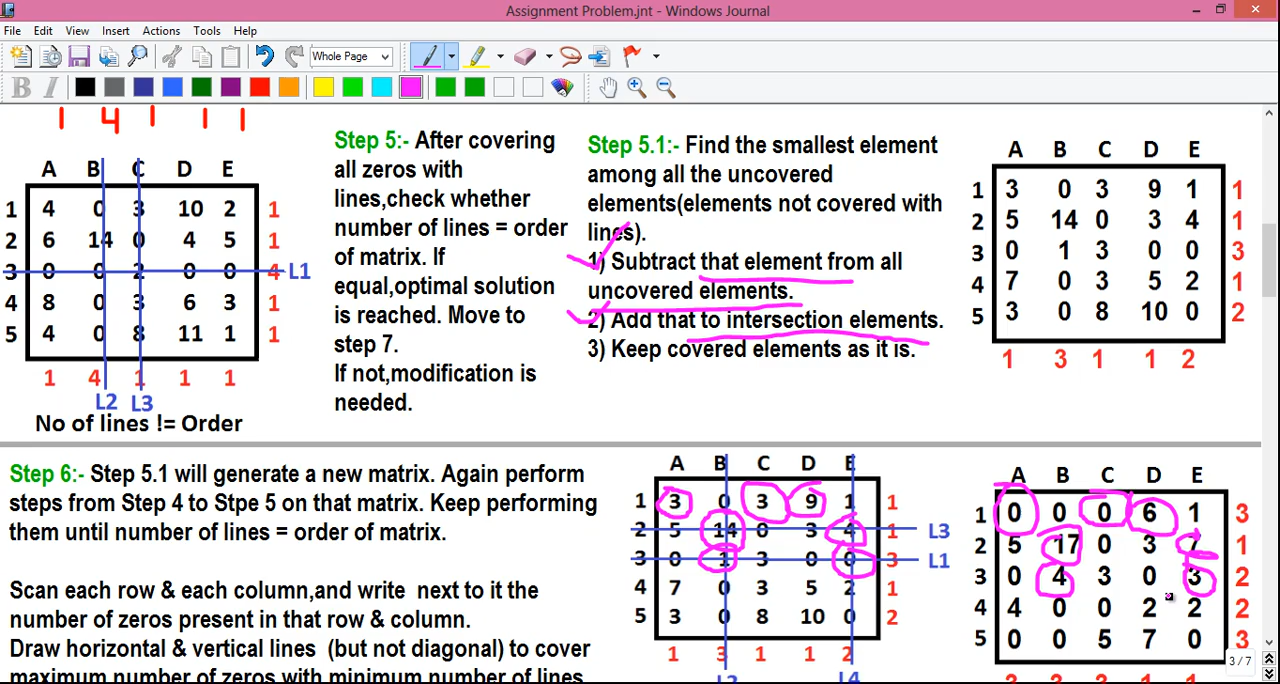 Assignment Problem.jnt - Windows Journal
File Edit View Insert Actions Tools Help
Whole Page
B I
1 4 1 1 1
A B C D E
1 4 0 3 10 2 1
2 6 14 0 4 5 1
3 0 0 2 0 0 4 L1
4 8 0 3 6 3 1
5 4 0 8 11 1 1
1 4 1 1 1
L2 L3
No of lines != Order
Step 5:- After covering
all zeros with
lines,check whether
number of lines = order
of matrix. If
equal,optimal solution
is reached. Move to
step 7.
If not,modification is
needed.
Step 5.1:- Find the smallest element
among all the uncovered
elements(elements not covered with
lines).
1) Subtract that element from all
uncovered elements.
2) Add that to intersection elements.
3) Keep covered elements as it is.
A B C D E
1 3 0 3 9 1 1
2 5 14 0 3 4 1
3 0 1 3 0 0 3
4 7 0 3 5 2 1
5 3 0 8 10 0 2
1 3 1 1 2
Step 6:- Step 5.1 will generate a new matrix. Again perform
steps from Step 4 to Stpe 5 on that matrix. Keep performing
them until number of lines = order of matrix.
Scan each row & each column,and write next to it the
number of zeros present in that row & column.
Draw horizontal & vertical lines (but not diagonal) to cover
maximum number of zeros with minimum number of lines
A B C D E
1 3 0 3 9 1 1
2 5 14 0 3 4 1 L3
3 0 1 3 0 0 3 L1
4 7 0 3 5 2 1
5 3 0 8 10 0 2
1 3 1 1 2
L2 L4
A B C D E
1 0 0 0 6 1 3
2 5 17 0 3 7 1
3 0 4 3 0 3 2
4 4 0 0 2 2 2
5 0 0 5 7 0 3
3 / 7